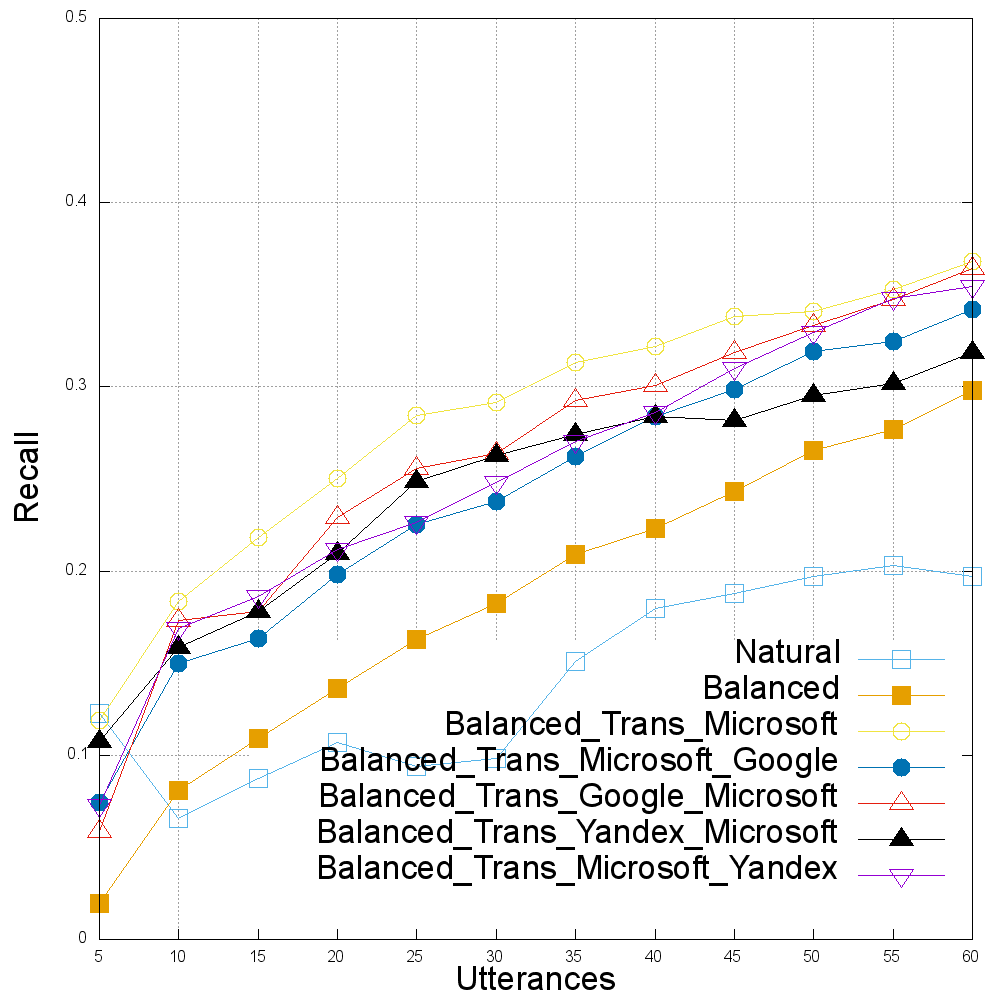 0.5
0.4
0.3
0.2
0.1
0
Recall
5 10 15 20 25 30 35 40 45 50 55 60
Utterances
Natural
Balanced
Balanced_Trans_Microsoft
Balanced_Trans_Microsoft_Google
Balanced_Trans_Google_Microsoft
Balanced_Trans_Yandex_Microsoft
Balanced_Trans_Microsoft_Yandex